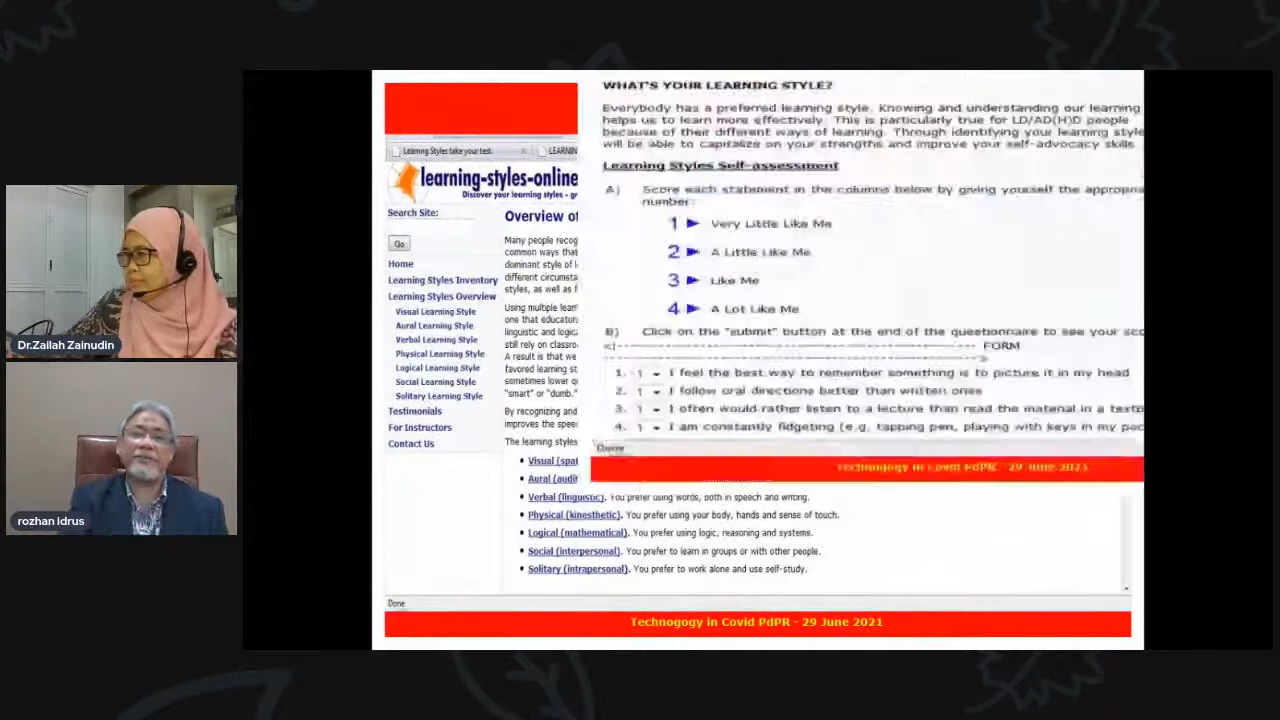 Dr.Zailah Zainudin
rozhan idrus
Learning Styles take your test.
LEARNIN
learning-styles-online
Discover your learning styles - gr
Search Site:
Go
Home
Learning Styles Inventory
Learning Styles Overview
Visual Learning Style
Aural Learning Style
Verbal Learning Style
Physical Learning Style
Logical Learning Style
Social Learning Style
Solitary Learning Style
Testimonials
For Instructors
Contact Us
Overview of
Many people recog
common ways that
dominant style of l
different circumsta
styles, as well as f
Using multiple lear
one that educator
linguistic and logic
still rely on classro
A result is that we
favored learning st
sometimes lower q
"smart" or "dumb."
By recognizing and
improves the spee
The learning styles
• Visual (spat
• Aural (audit
• Verbal (linguistic). You prefer using words, both in speech and writing.
• Physical (kinesthetic). You prefer using your body, hands and sense of touch.
• Logical (mathematical). You prefer using logic, reasoning and systems.
• Social (interpersonal). You prefer to learn in groups or with other people.
• Solitary (intrapersonal). You prefer to work alone and use self-study.
Done
Technogogy in Covid PdPR - 29 June 2021
WHAT'S YOUR LEARNING STYLE?
Everybody has a preferred learning style. Knowing and understanding our learning
helps us to learn more effectively. This is particularly true for LD/AD(H)D people
because of their different ways of learning. Through identifying your learning style
will be able to capitalize on your strengths and improve your self-advocacy skills.
Learning Styles Self-assessment
A) Score each statement in the columns below by giving yourself the appropria
number:
1 Very Little Like Me
2 A Little Like Me
3 Like Me
4 A Lot Like Me
B) Click on the "submit" button at the end of the questionnaire to see your sco
<!------------------------------------------------ FORM
------------------------------------------------>
1. 1 I feel the best way to remember something is to picture it in my head
2. 1 I follow oral directions better than written ones
3. 1 I often would rather listen to a lecture than read the material in a textb
4. 1 I am constantly fidgeting (e.g. tapping pen, playing with keys in my poc
Done
Technogogy in Covid PdPR - 29 June 2021